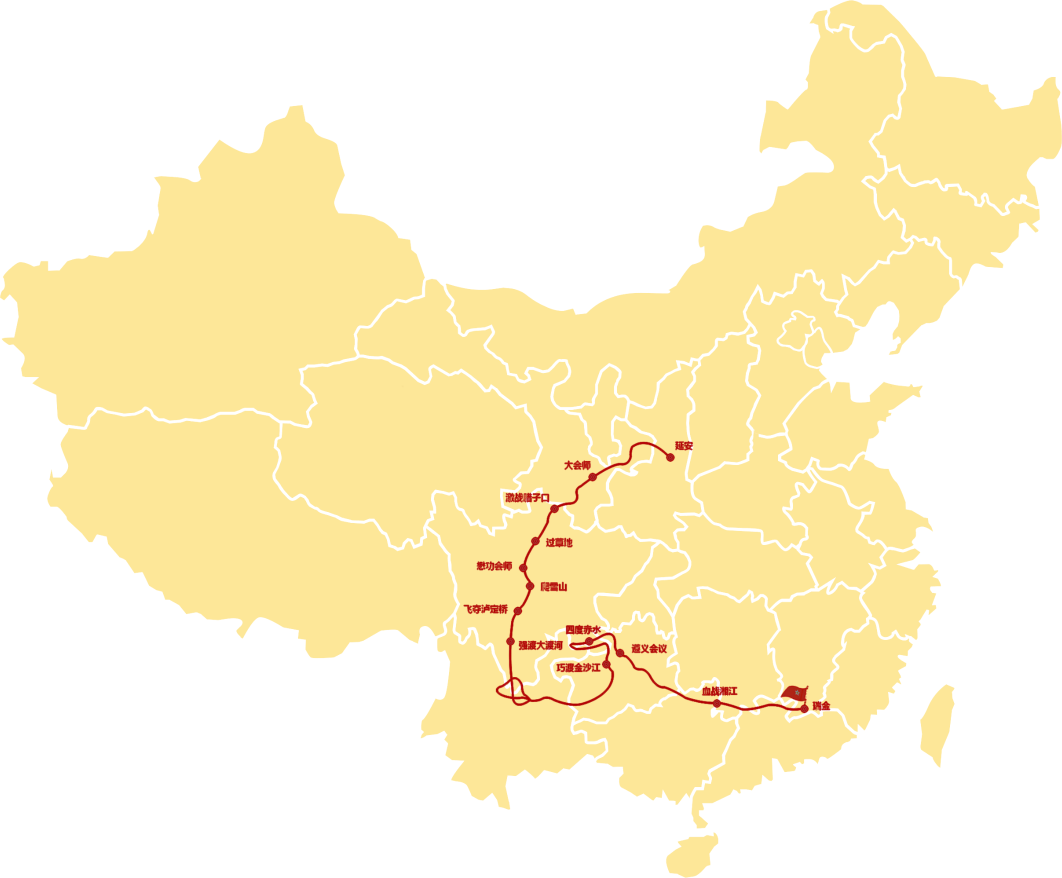 延安
大会师
激战腊子口
过草地
懋功会师
爬雪山
飞夺泸定桥
四度赤水
强渡大渡河
遵义会议
巧渡金沙江
血战湘江
瑞金